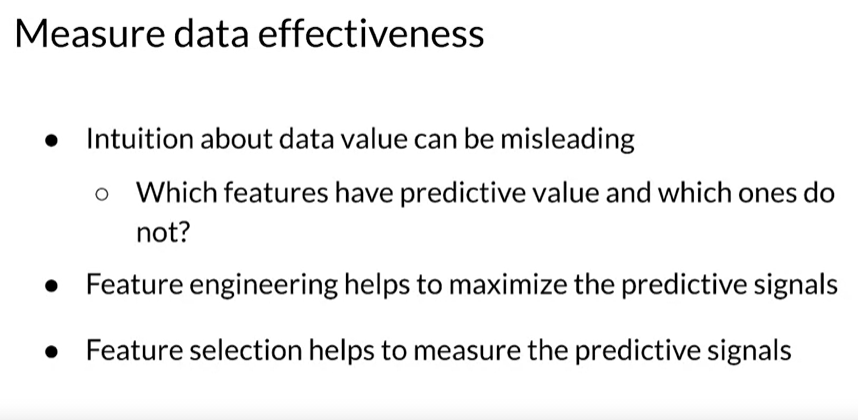 Measure data effectiveness
● Intuition about data value can be misleading
○ Which features have predictive value and which ones do
not?
● Feature engineering helps to maximize the predictive signals
● Feature selection helps to measure the predictive signals